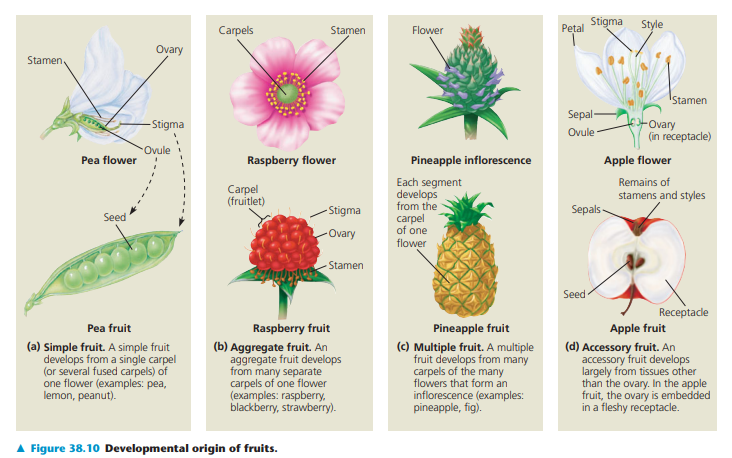 Stamen
Ovary
Stigma
Ovule
Pea flower
Seed
Pea fruit
(a) Simple fruit. A simple fruit
develops from a single carpel
(or several fused carpels) of
one flower (examples: pea,
lemon, peanut).
Carpels
Stamen
Raspberry flower
Carpel
(fruitlet)
Stigma
Ovary
Stamen
Raspberry fruit
(b) Aggregate fruit. An
aggregate fruit develops
from many separate
carpels of one flower
(examples: raspberry,
blackberry, strawberry).
Flower
Pineapple inflorescence
Each segment
develops
from the
carpel
of one
flower
Pineapple fruit
(c) Multiple fruit. A multiple
fruit develops from many
carpels of the many
flowers that form an
inflorescence (examples:
pineapple, fig).
Petal
Stigma
Style
Stamen
Sepal
Ovary
(in receptacle)
Ovule
Apple flower
Remains of
stamens and styles
Sepals
Seed
Receptacle
Apple fruit
(d) Accessory fruit. An
accessory fruit develops
largely from tissues other
than the ovary. In the apple
fruit, the ovary is embedded
in a fleshy receptacle.
▲ Figure 38.10 Developmental origin of fruits.